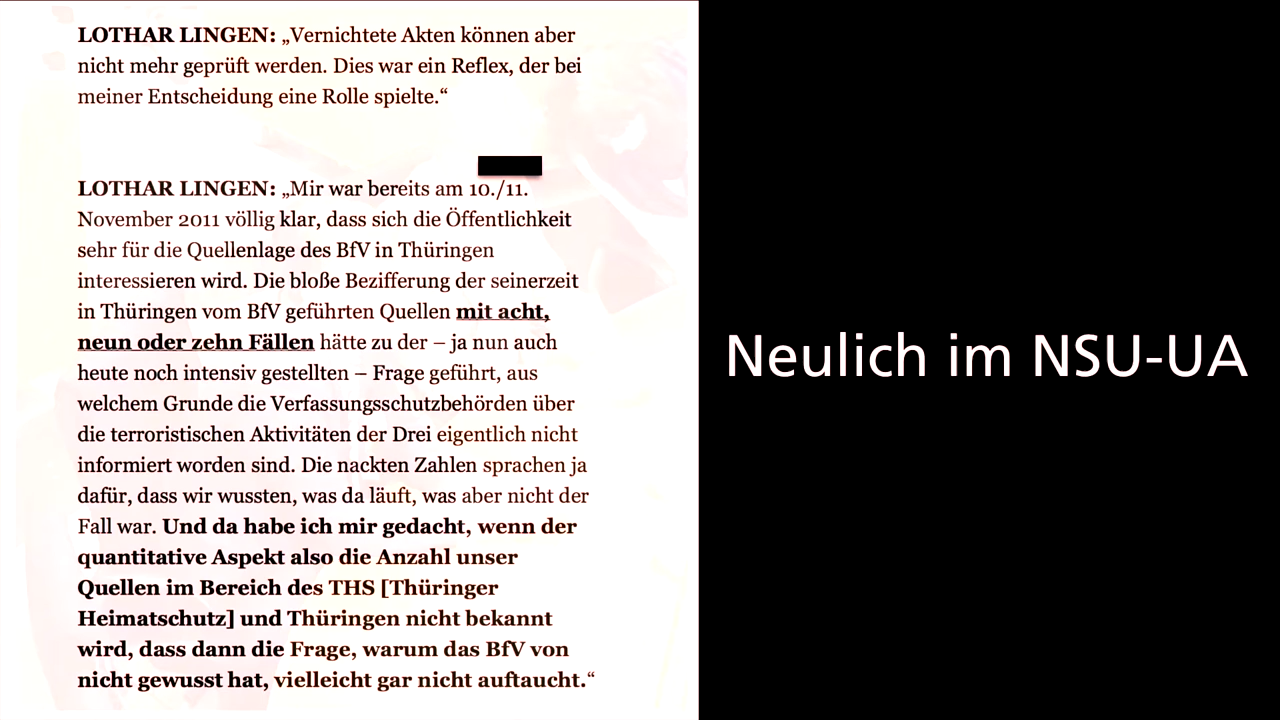 LOTHAR LINGEN: „Vernichtete Akten können aber
nicht mehr geprüft werden. Dies war ein Reflex, der bei
meiner Entscheidung eine Rolle spielte.“
LOTHAR LINGEN: „Mir war bereits am 10./11.
November 2011 völlig klar, dass sich die Öffentlichkeit
sehr für die Quellenlage des BfV in Thüringen
interessieren wird. Die bloße Bezifferung der seinerzeit
in Thüringen vom BfV geführten Quellen mit acht,
neun oder zehn Fällen hätte zu der – ja nun auch
heute noch intensiv gestellten – Frage geführt, aus
welchem Grunde die Verfassungsschutzbehörden über
die terroristischen Aktivitäten der Drei eigentlich nicht
informiert worden sind. Die nackten Zahlen sprachen ja
dafür, dass wir wussten, was da läuft, was aber nicht der
Fall war. Und da habe ich mir gedacht, wenn der
quantitative Aspekt also die Anzahl unser
Quellen im Bereich des THS [Thüringer
Heimatschutz] und Thüringen nicht bekannt
wird, dass dann die Frage, warum das BfV von
nicht gewusst hat, vielleicht gar nicht auftaucht.“
Neulich im NSU-UA